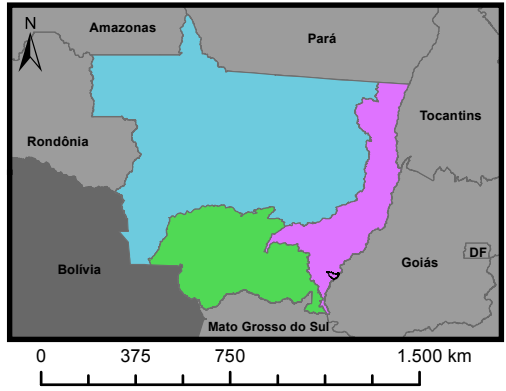 N
Amazonas
Pará
Tocantins
Rondônia
Bolívia
Goiás
DF
Mato Grosso do Sul
0 375 750 1.500 km